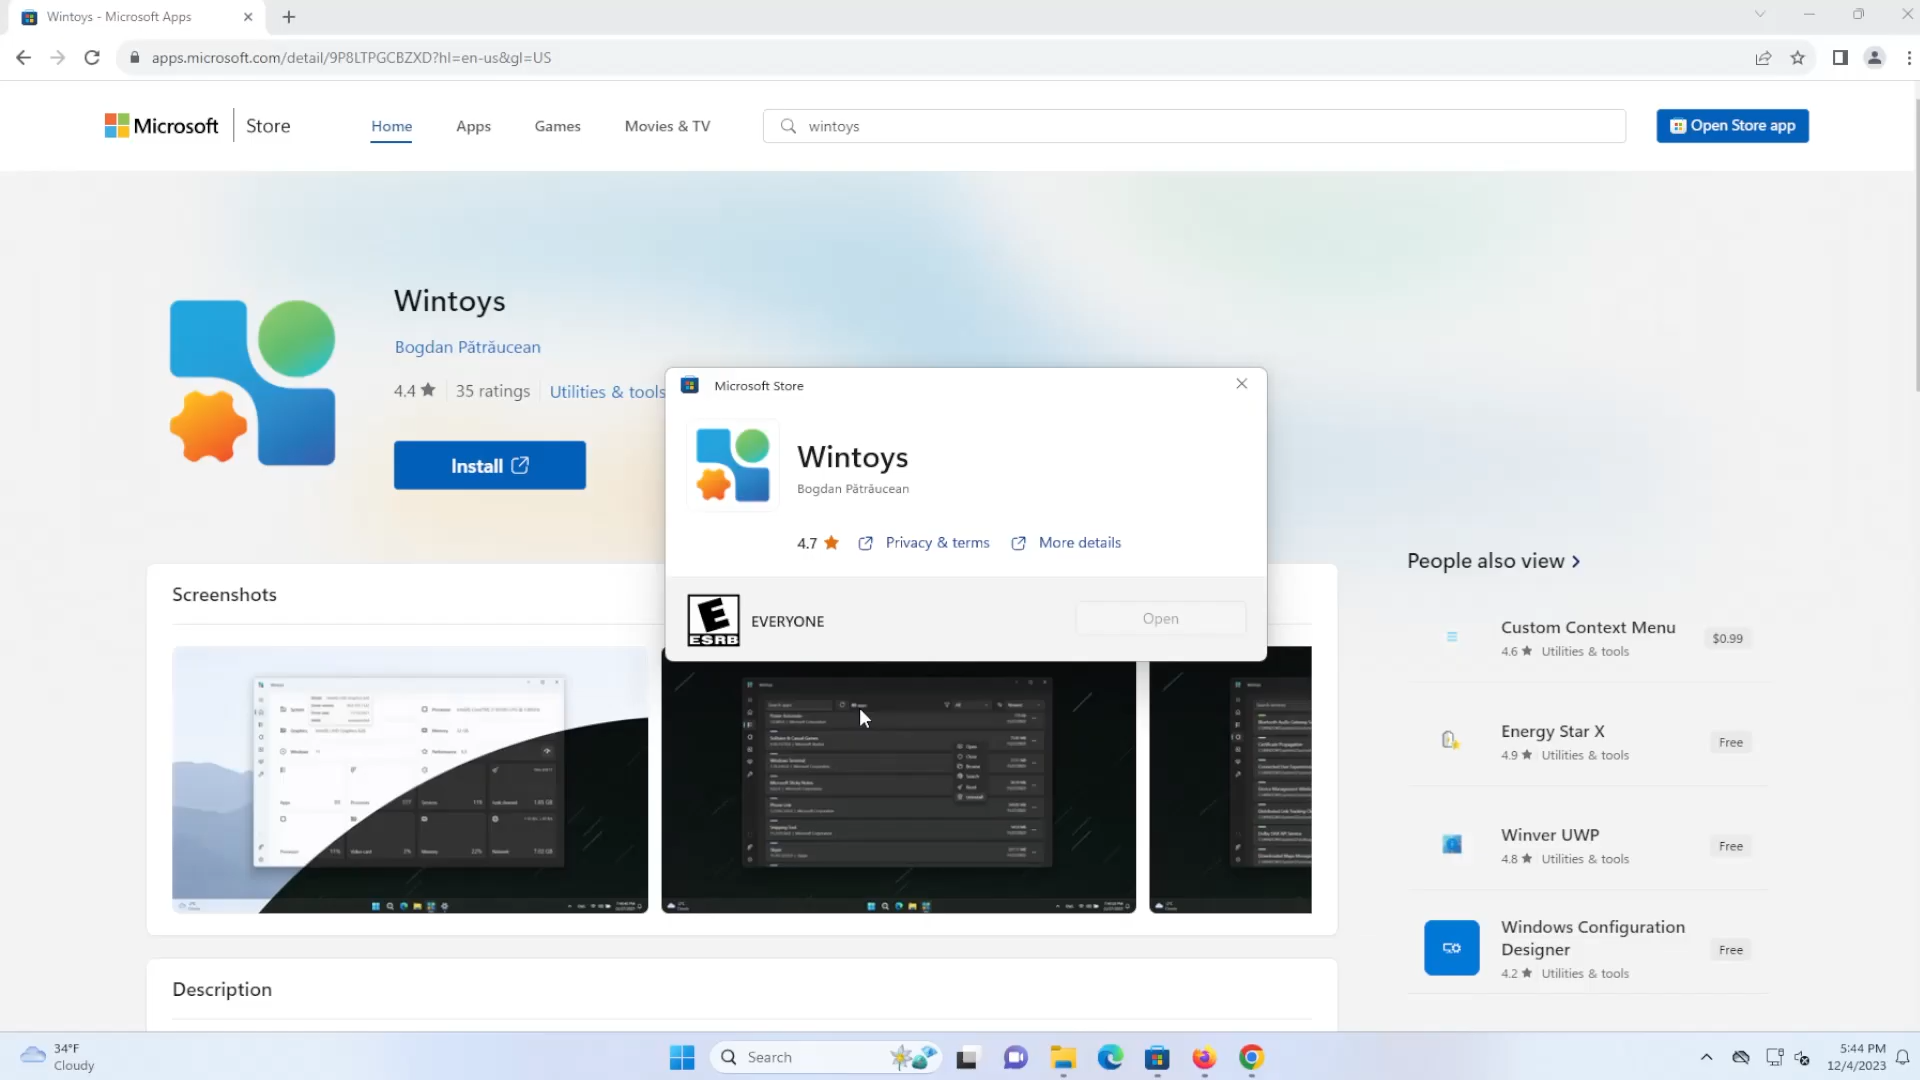 Wintoys - Microsoft Apps
apps.microsoft.com/detail/9P8LTPGCBZXD?hl=en-us&gl=US
Microsoft Store Home Apps Games Movies & TV wintoys Open Store app
Wintoys
Bogdan Pătrăucean
4.4 ★ 35 ratings Utilities & tools
Install
Microsoft Store
Wintoys
Bogdan Pătrăucean
4.7 ★ Privacy & terms More details
E
ESRB
EVERYONE
Open
Screenshots
Description
People also view
Custom Context Menu
$0.99
4.6 ★ Utilities & tools
Energy Star X
Free
4.9 ★ Utilities & tools
Winver UWP
Free
4.8 ★ Utilities & tools
Windows Configuration
Designer
Free
4.2 ★ Utilities & tools
34°F
Cloudy
Search
5:44 PM
12/4/2023